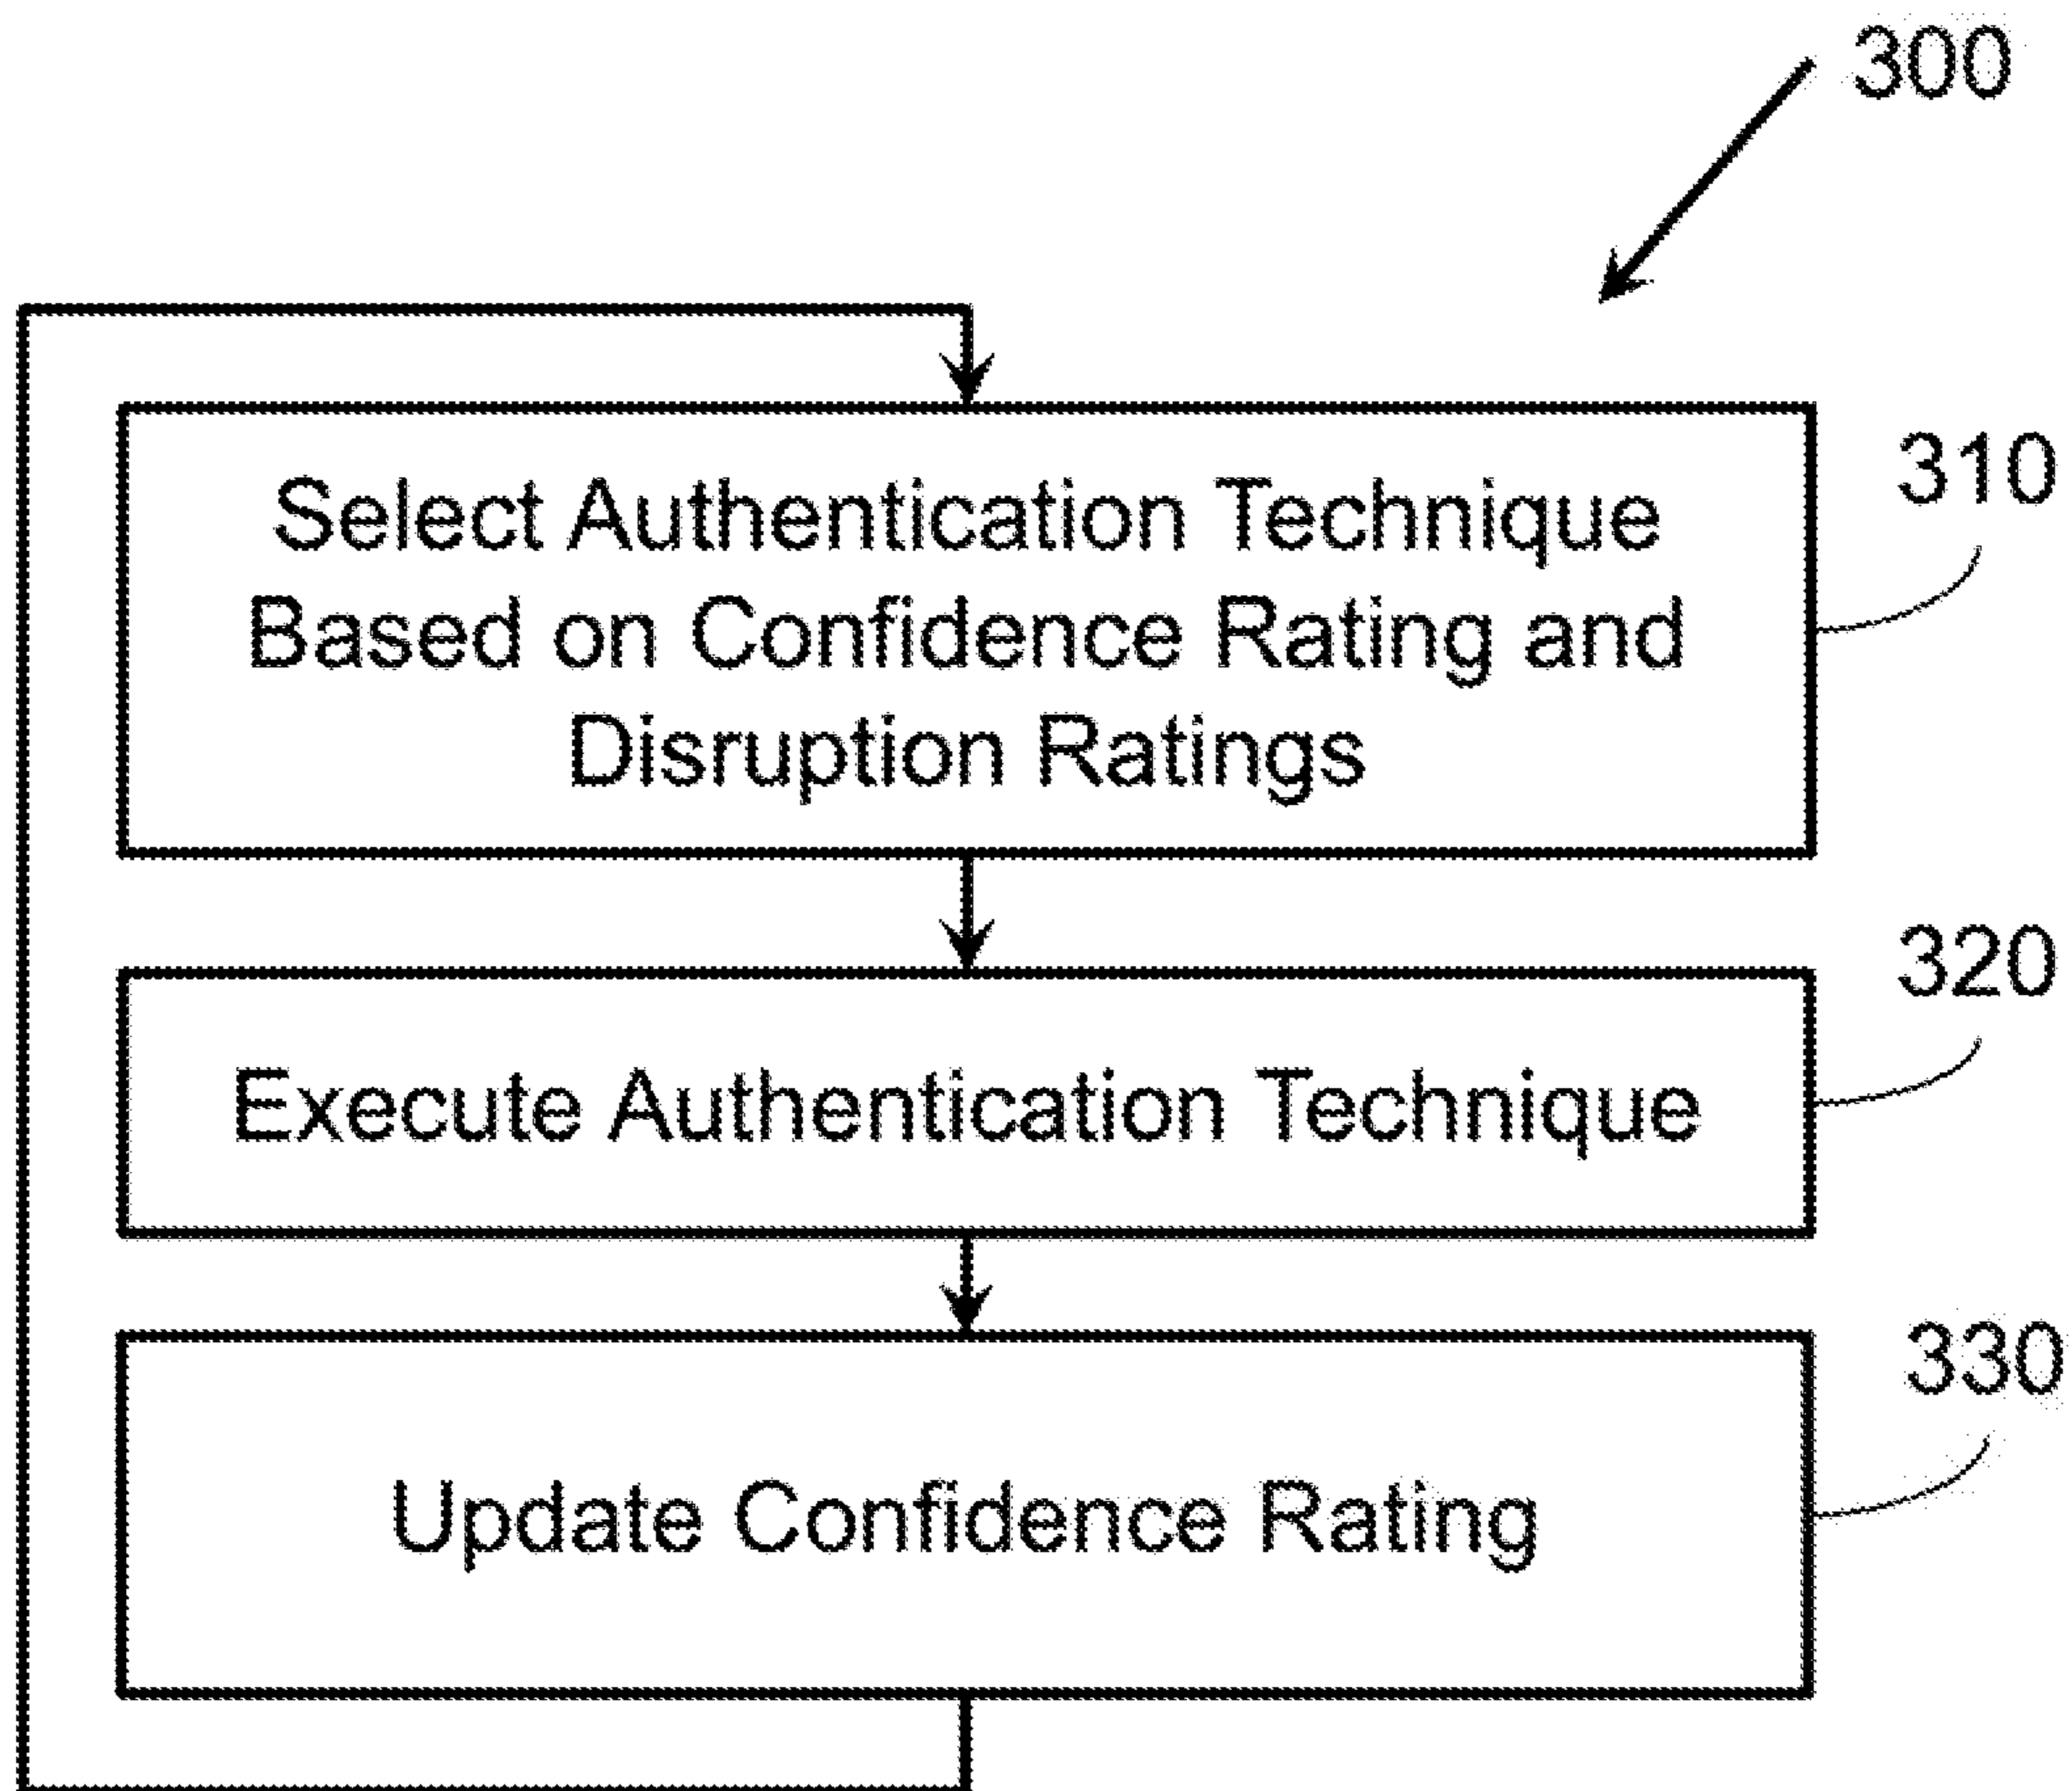 300
Select Authentication Technique
Based on Confidence Rating and
Disruption Ratings
310
Execute Authentication Technique
320
Update Confidence Rating
330